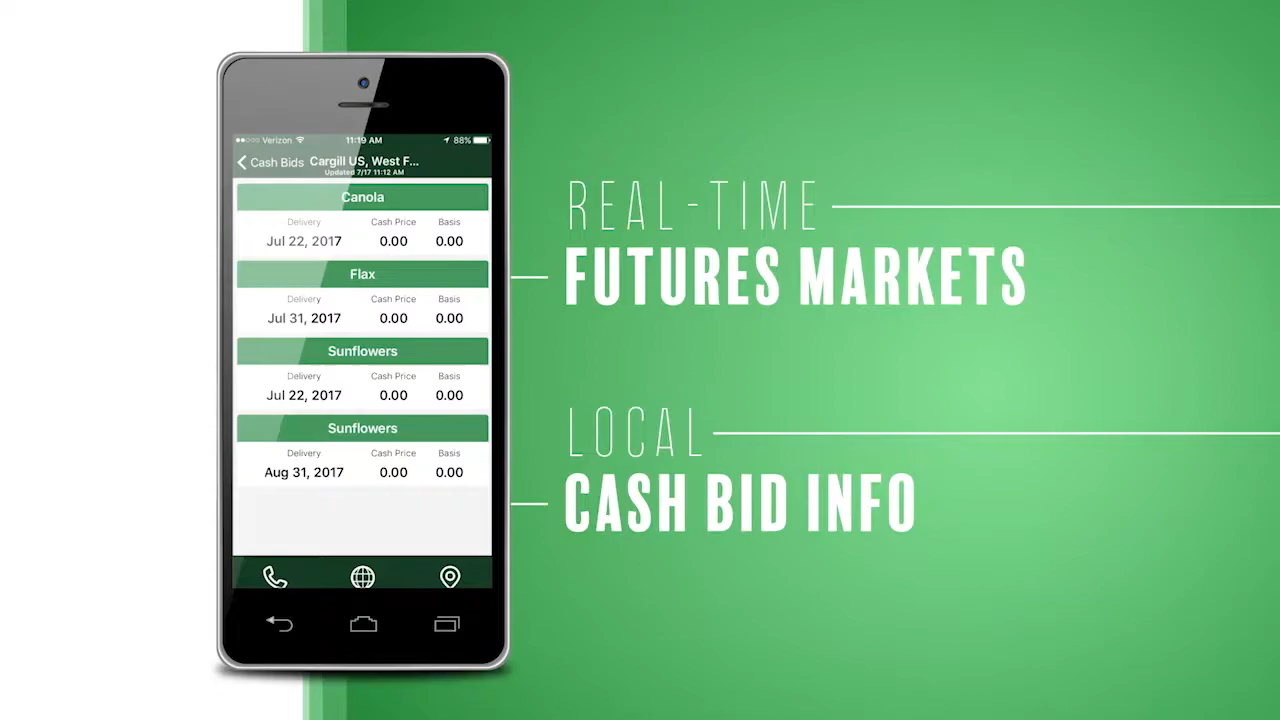 Verizon 11:19 AM 88%
Cash Bids Cargill US, West F...
Updated 7/17 11:12 AM
Canola
Delivery Cash Price Basis
Jul 22, 2017 0.00 0.00
Flax
Delivery Cash Price Basis
Jul 31, 2017 0.00 0.00
Sunflowers
Delivery Cash Price Basis
Jul 22, 2017 0.00 0.00
Sunflowers
Delivery Cash Price Basis
Aug 31, 2017 0.00 0.00
REAL-TIME
FUTURES MARKETS
LOCAL
CASH BID INFO